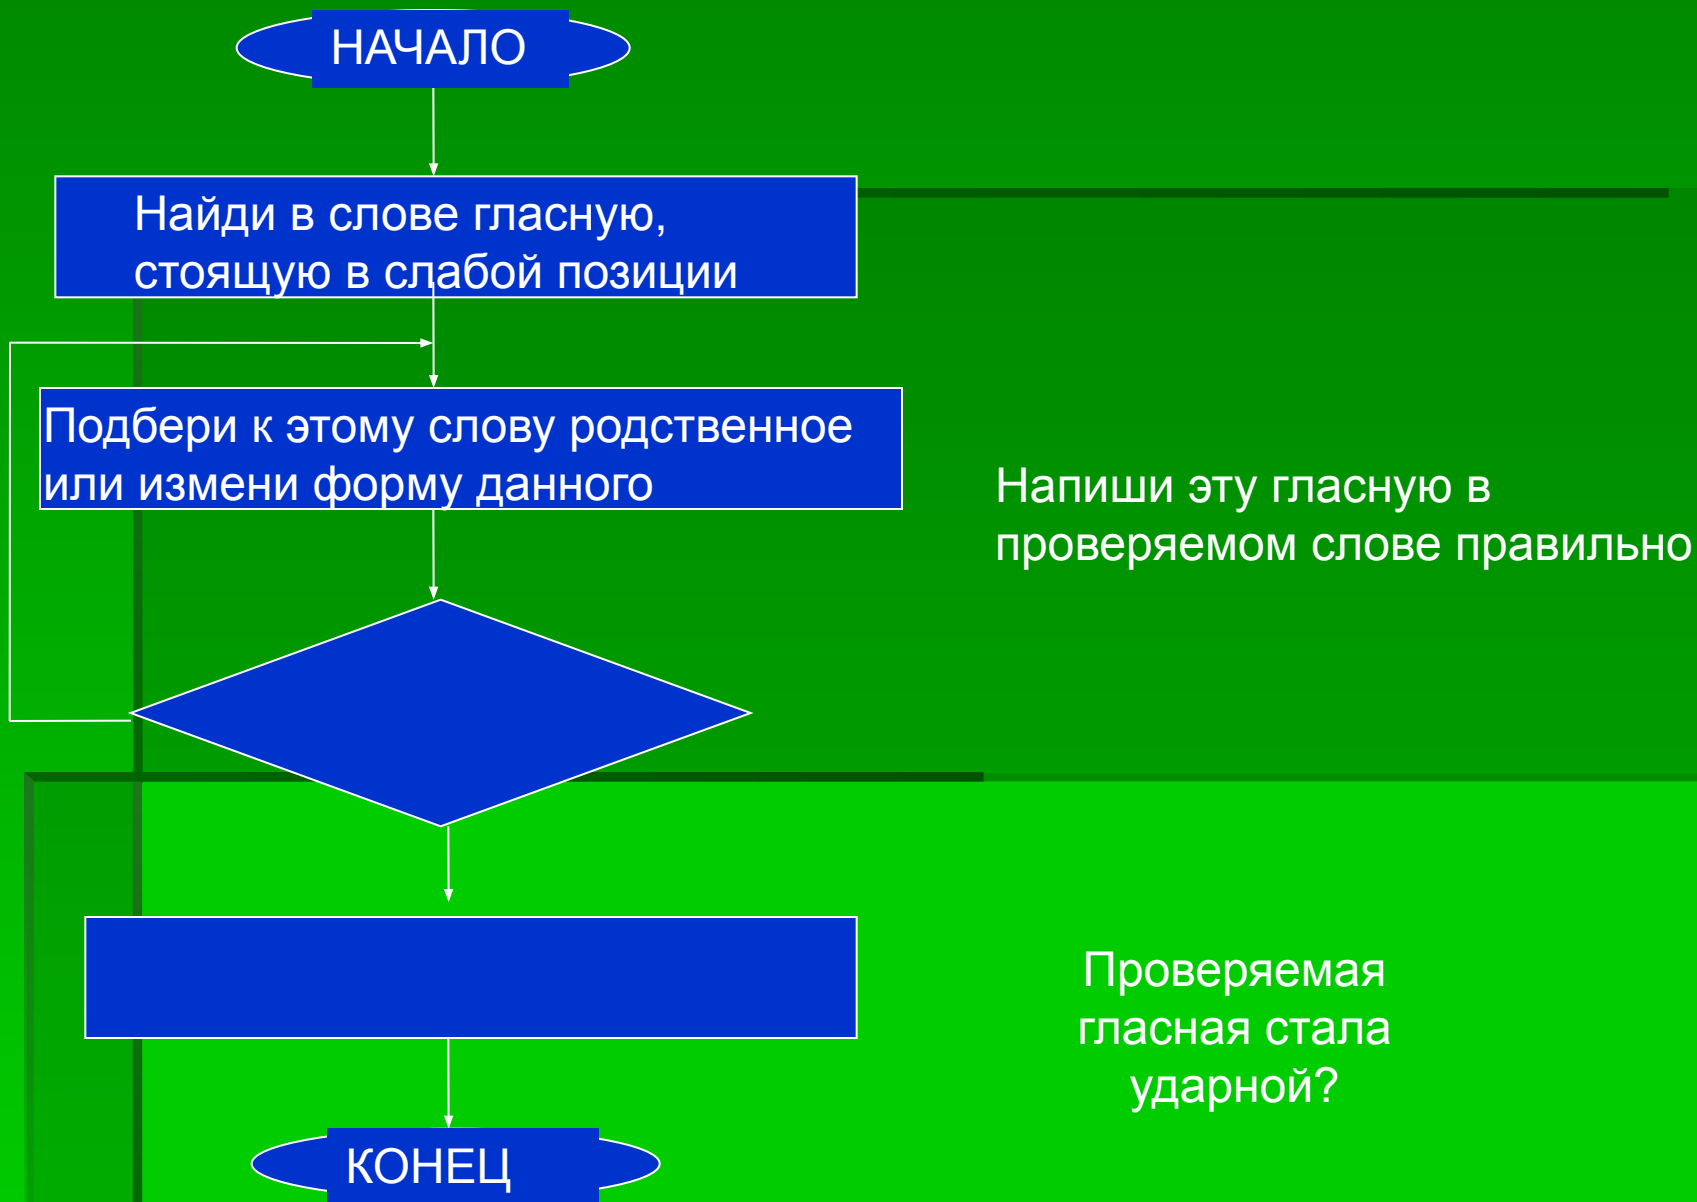 НАЧАЛО
Найди в слове гласную,
стоящую в слабой позиции
Подбери к этому слову родственное
или измени форму данного
Напиши эту гласную в
проверяемом слове правильно
Проверяемая
гласная стала
ударной?
КОНЕЦ